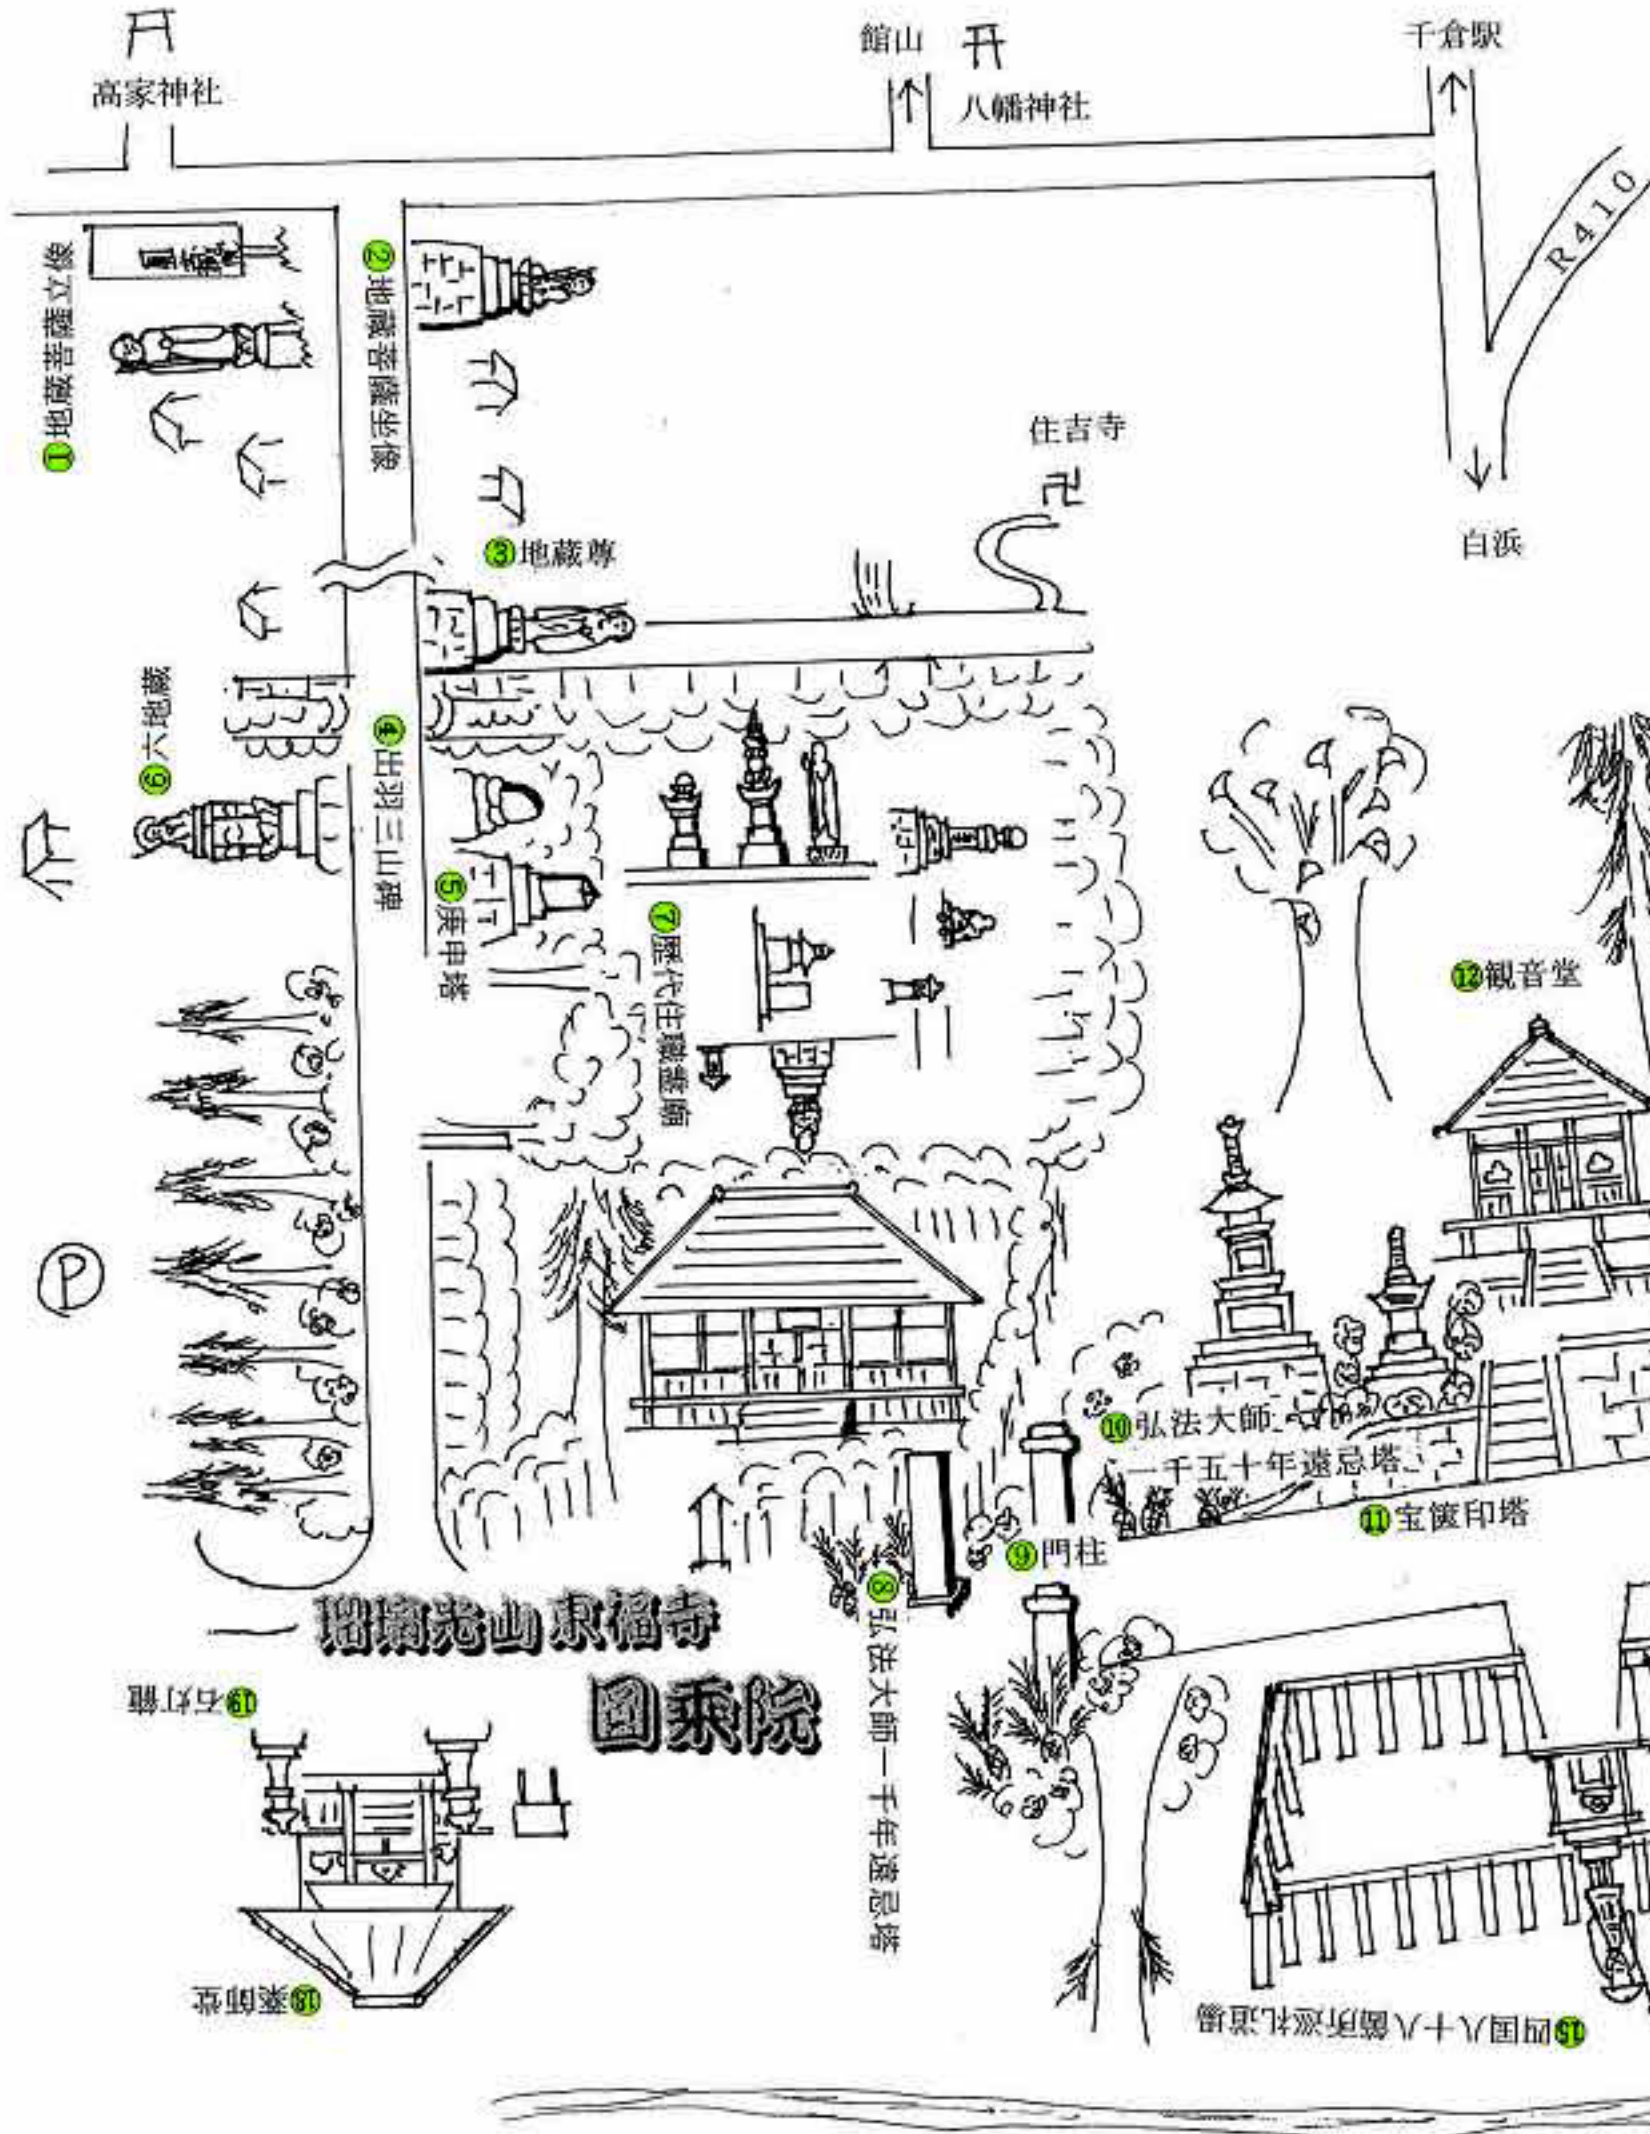 高家神社
館山
八幡神社
千倉駅
R410
白浜
住吉寺
①地蔵菩薩立像
②地蔵菩薩坐像
③地蔵尊
④出羽三山碑
⑤庚申塔
⑥六地蔵
⑦歴代住職霊廟
⑧弘法大師一千年遠忌塔
⑨門柱
⑩弘法大師
一千五十年遠忌塔
⑪宝篋印塔
⑫観音堂
⑮四国八十八箇所巡礼道場
⑱薬師堂
⑲石灯籠
P
瑠璃光山東福寺
圓乘院